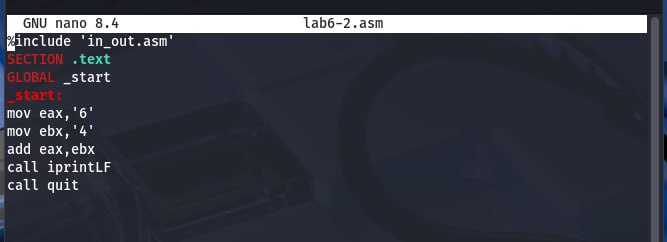 GNU nano 8.4 lab6-2.asm
%include 'in_out.asm'
SECTION .text
GLOBAL _start
_start:
mov eax,'6'
mov ebx,'4'
add eax,ebx
call iprintLF
call quit